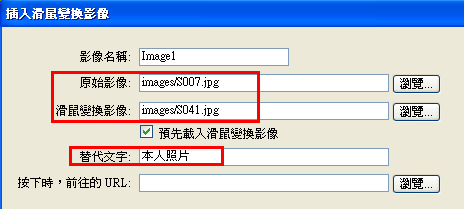 插入滑鼠變換影像
影像名稱: Image1
原始影像: images/S007.jpg 瀏覽...
滑鼠變換影像: images/S041.jpg 瀏覽...
預先載入滑鼠變換影像
替代文字: 本人照片
按下時，前往的 URL: 瀏覽...